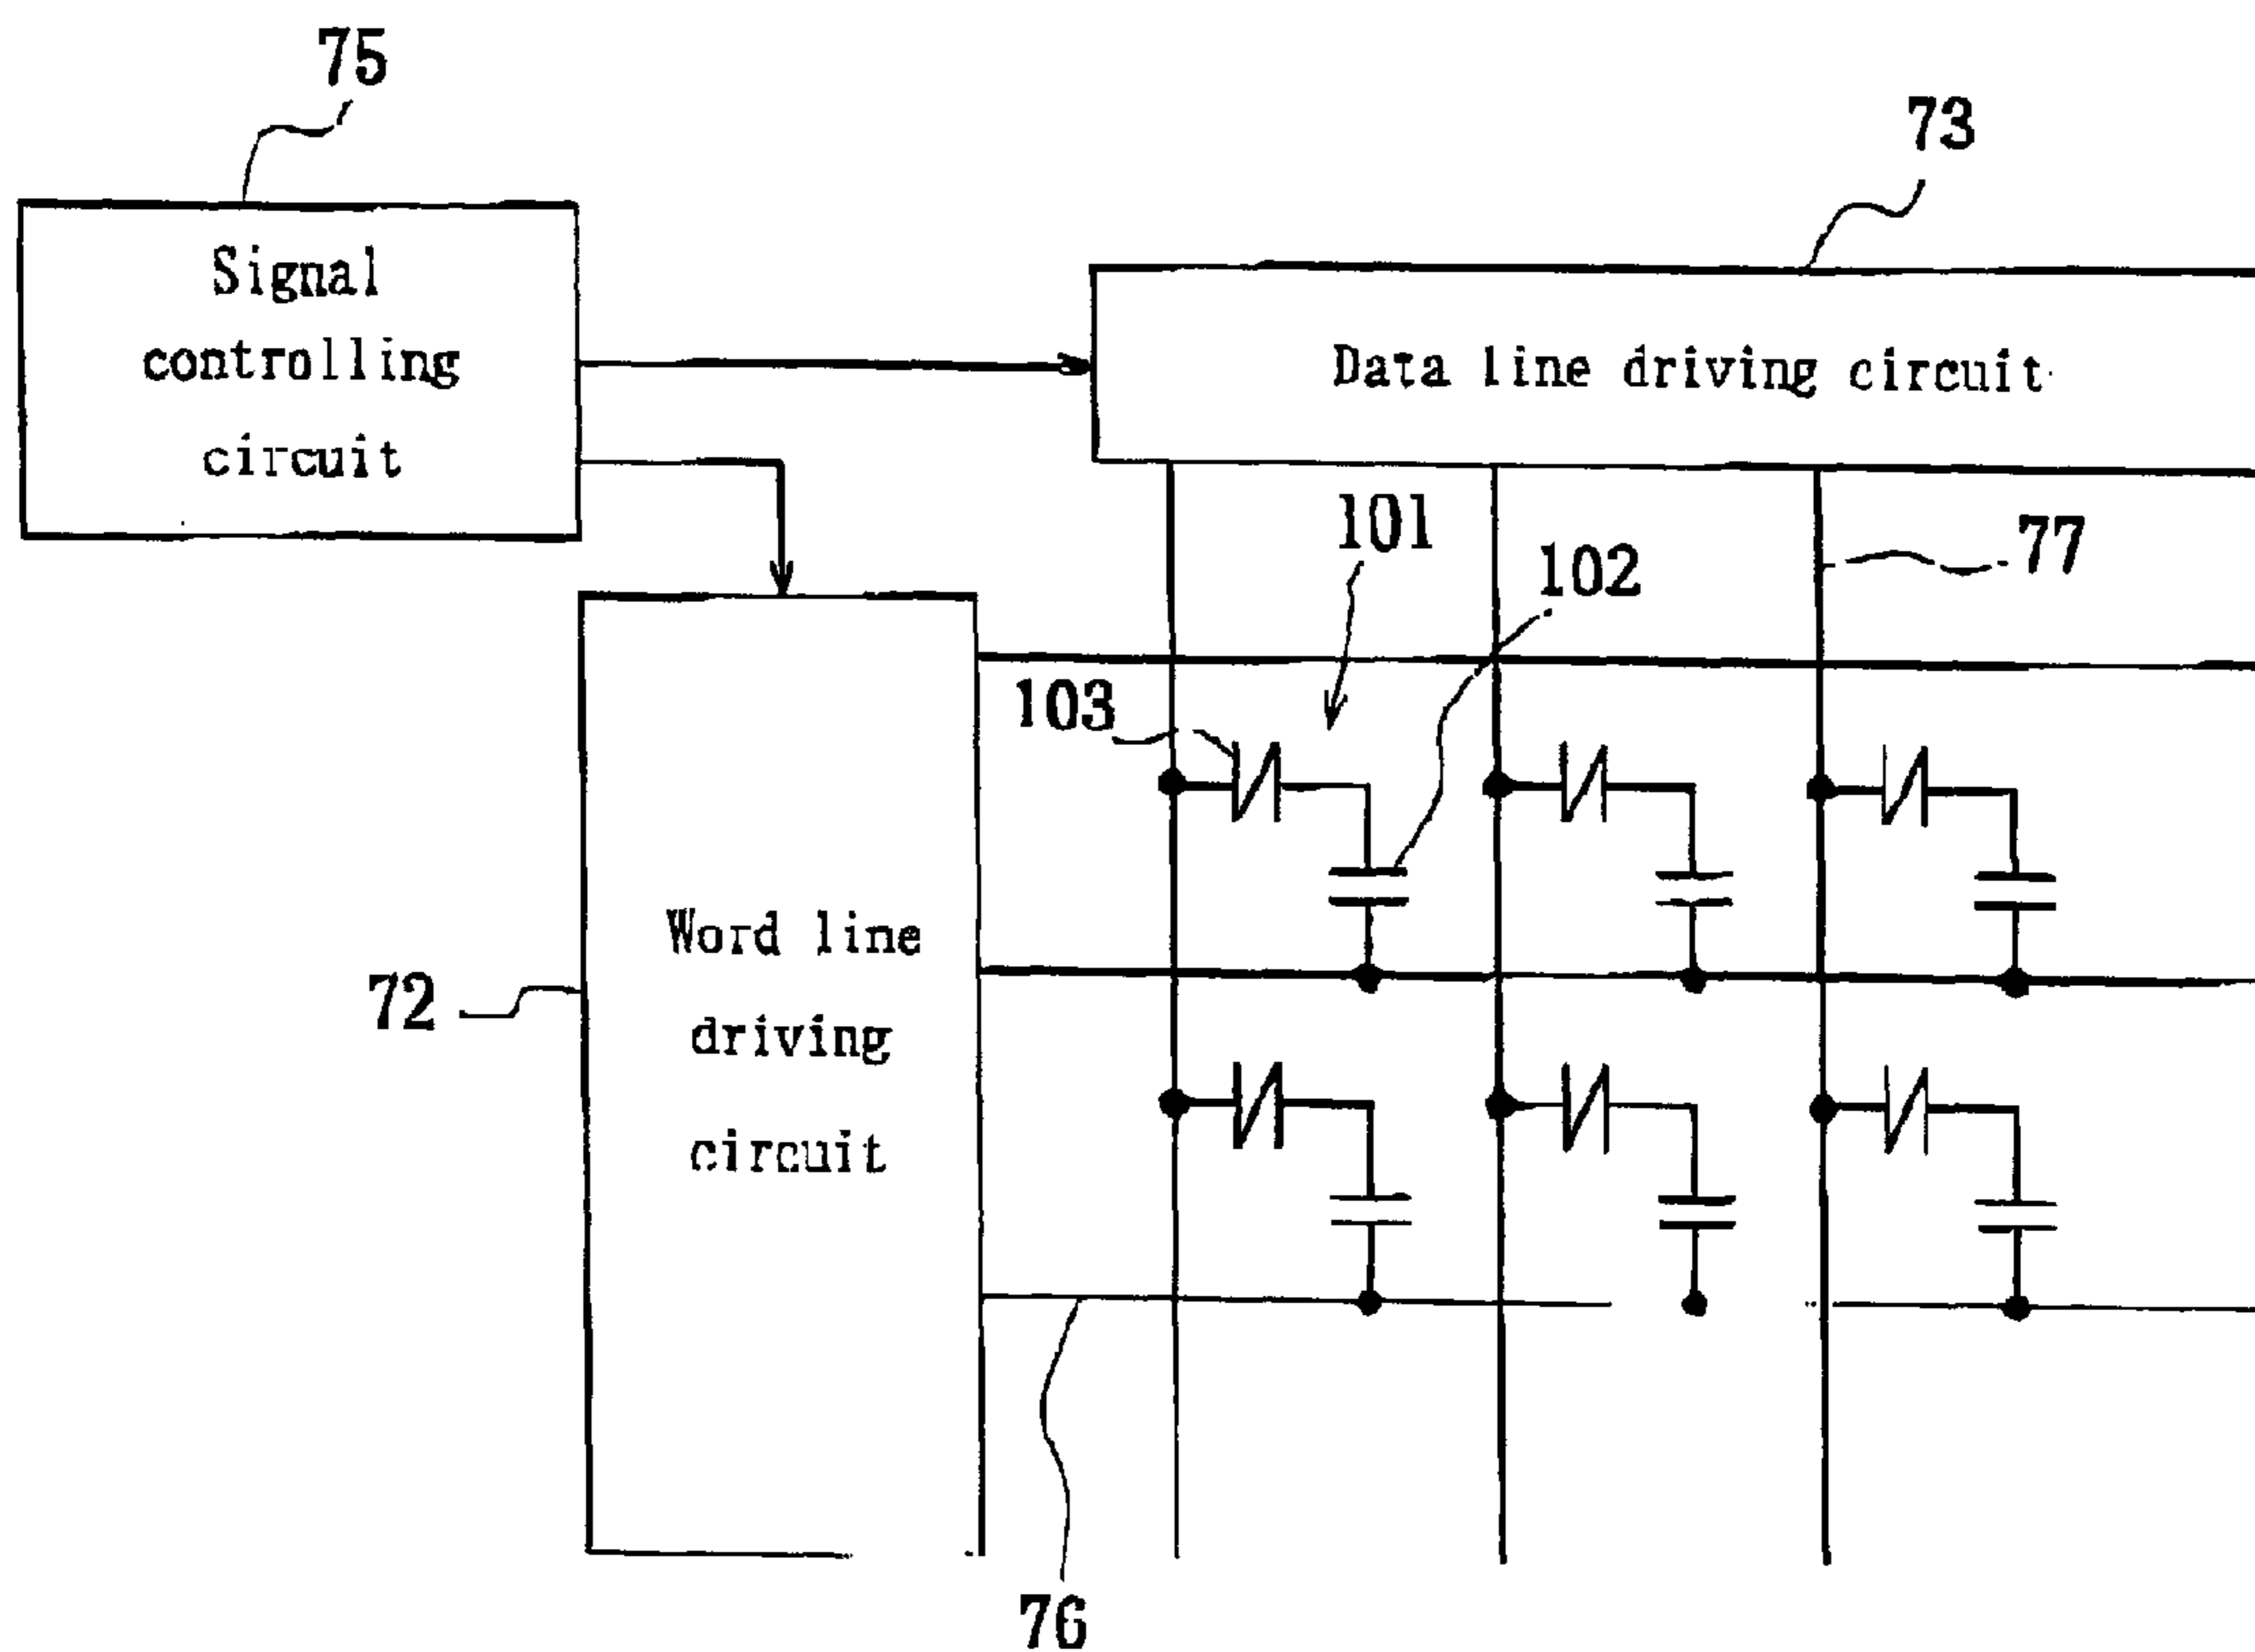 75
73
Signal
controlling
circuit
Data line driving circuit
101
102
77
103
Word line
driving
circuit
72
76